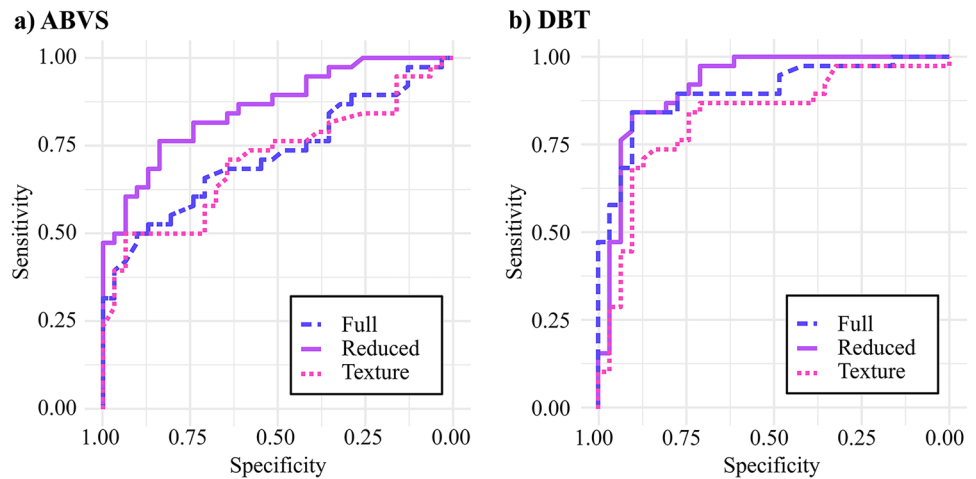 a) ABVS
1.00
0.75
0.50
0.25
0.00
Sensitivity
1.00 0.75 0.50 0.25 0.00
Specificity
Full
Reduced
Texture
b) DBT
1.00
0.75
0.50
0.25
0.00
Sensitivity
1.00 0.75 0.50 0.25 0.00
Specificity
Full
Reduced
Texture